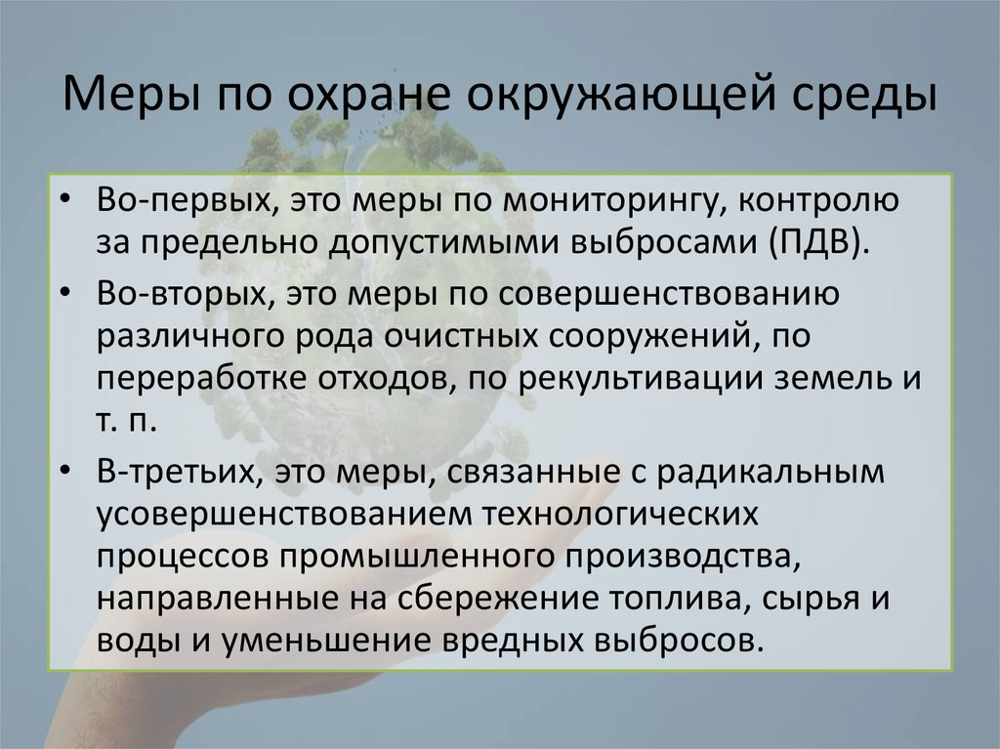 Меры по охране окружающей среды
• Во-первых, это меры по мониторингу, контролю
за предельно допустимыми выбросами (ПДВ).
• Во-вторых, это меры по совершенствованию
различного рода очистных сооружений, по
переработке отходов, по рекультивации земель и
т. п.
• В-третьих, это меры, связанные с радикальным
усовершенствованием технологических
процессов промышленного производства,
направленные на сбережение топлива, сырья и
воды и уменьшение вредных выбросов.